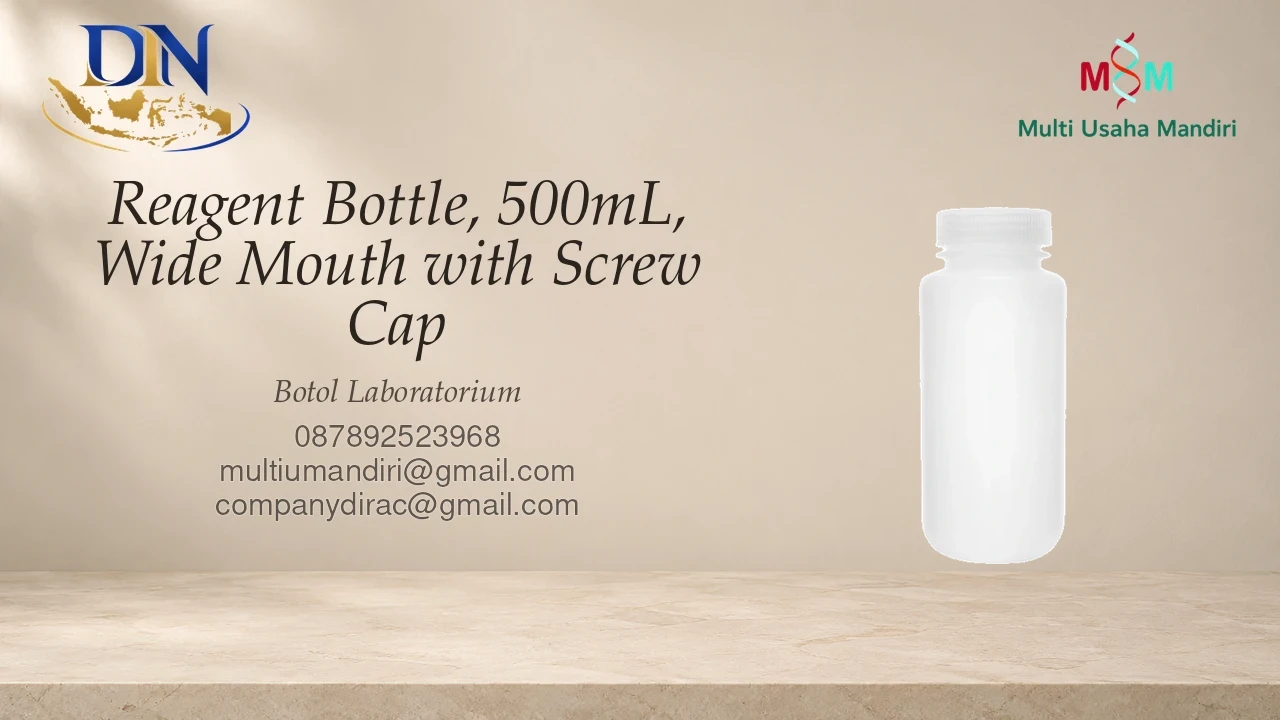 DIN
MSM
Multi Usaha Mandiri
Reagent Bottle, 500mL,
Wide Mouth with Screw
Cap
Botol Laboratorium
087892523968
multiumandiri@gmail.com
companydirac@gmail.com